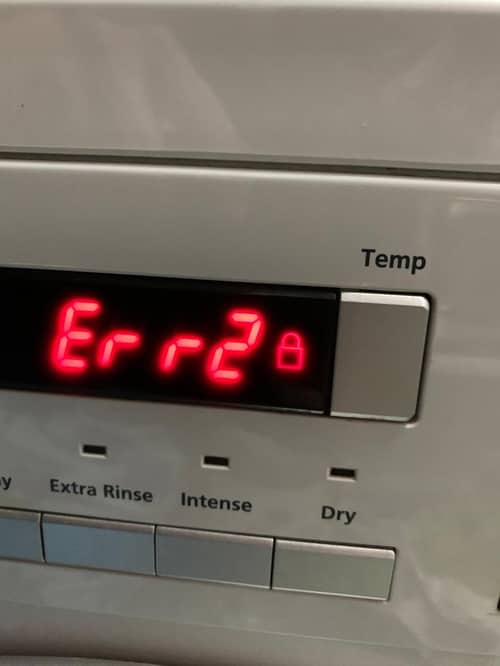 Temp
Err2
Extra Rinse
Intense
Dry